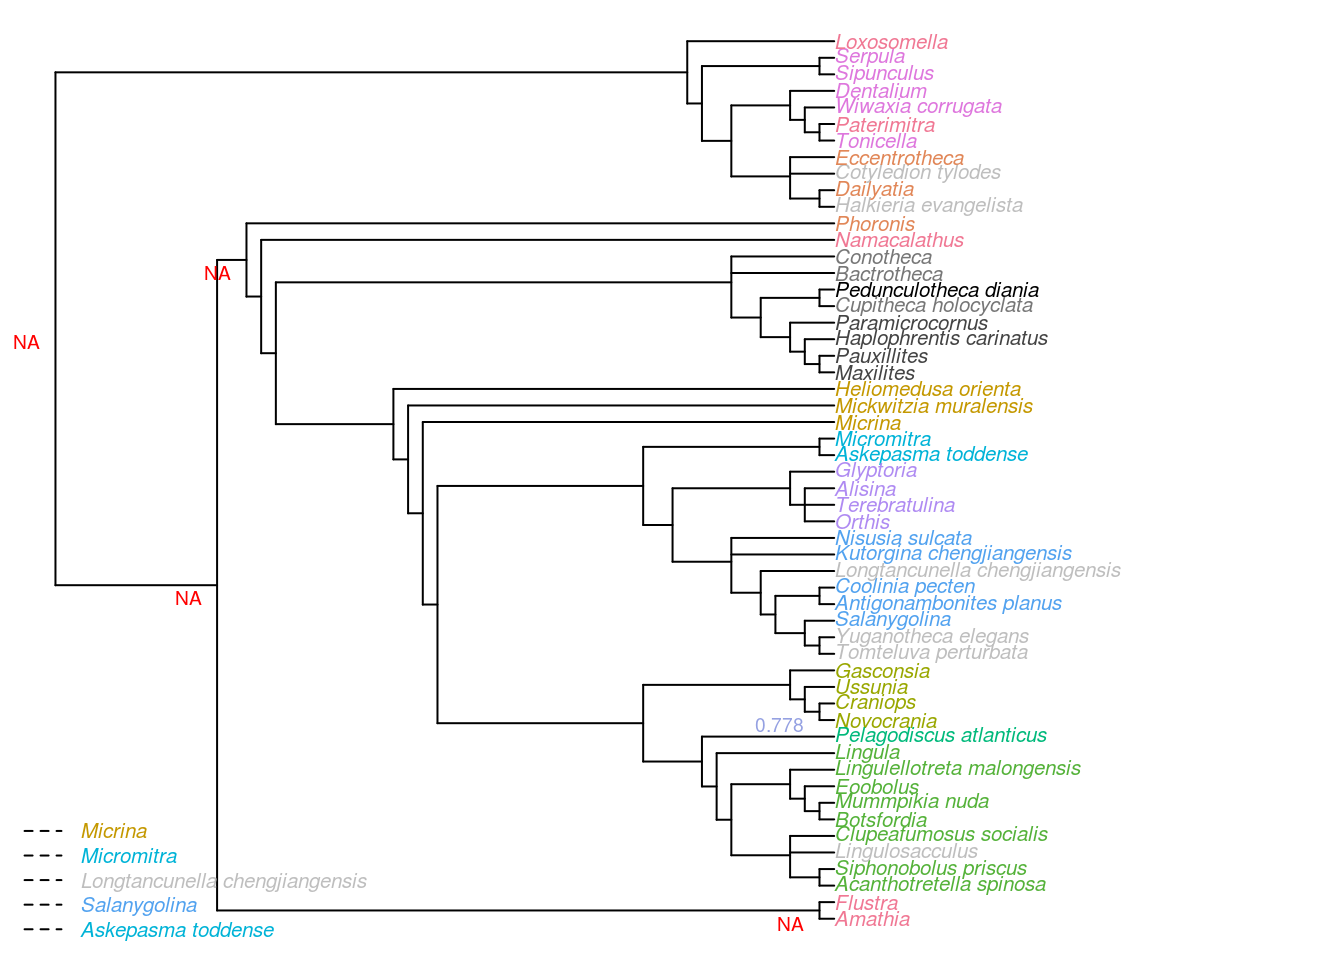 Loxosomella
Serpula
Sipunculus
Dentalium
Wiwaxia corrugata
Paterimitra
Tonicella
Eccentrotheca
Cotyledion tylodes
Dailyatia
Halkieria evangelista
Phoronis
Namacalathus
Conotheca
NA
Bactrotheca
Pedunculotheca diania
Cupitheca holocyclata
Paramicrocornus
Haplophrentis carinatus
NA
Pauxillites
Maxilites
Heliomedusa orienta
Mickwitzia muralensis
Micrina
Micromitra
Askepasma toddense
Glyptoria
Alisina
Terebratulina
Orthis
Nisusia sulcata
Kutorgina chengjiangensis
Longtancunella chengjiangensis
Coolinia pecten
NA
Antigonambonites planus
Salanygolina
Yuganotheca elegans
Tomteluva perturbata
Gasconsia
Ussunia
Craniops
Novocrania
0.778
Pelagodiscus atlanticus
Lingula
Lingulellotreta malongensis
Eoobolus
Mummpikia nuda
Botsfordia
Clupeafumosus socialis
Lingulosacculus
Siphonobolus priscus
Acanthotretella spinosa
Flustra
Amathia
NA
Micrina
Micromitra
Longtancunella chengjiangensis
Salanygolina
Askepasma toddense